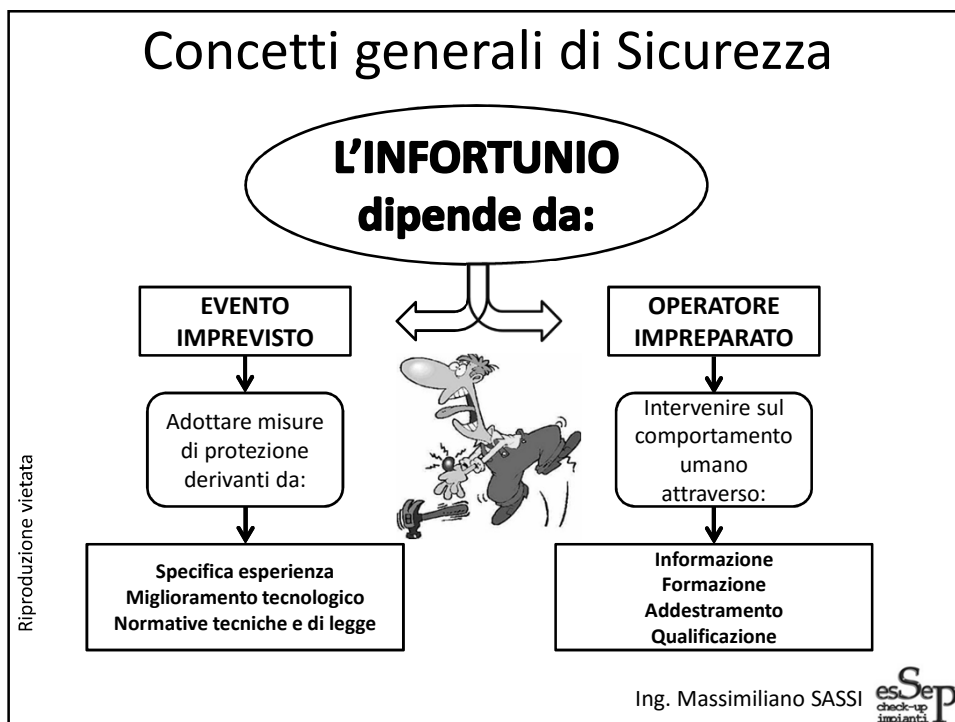 Concetti generali di Sicurezza
L'INFORTUNIO
dipende da:
EVENTO
IMPREVISTO
Adottare misure
di protezione
derivanti da:
Specifica esperienza
Miglioramento tecnologico
Normative tecniche e di legge
OPERATORE
IMPREPARATO
Intervenire sul
comportamento
umano
attraverso:
Informazione
Formazione
Addestramento
Qualificazione
Riproduzione vietata
Ing. Massimiliano SASSI
esSep
check-up
impianti